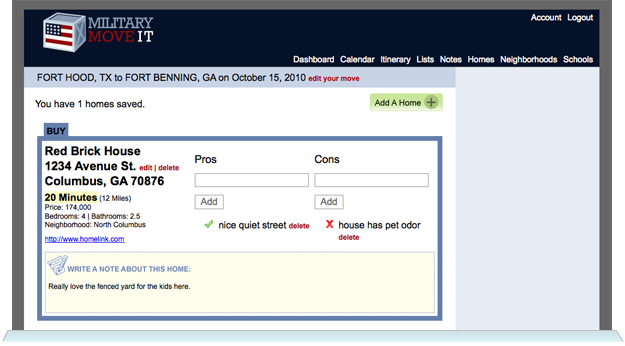 MILITARY
MOVE IT
Account Logout
Dashboard Calendar Itinerary Lists Notes Homes Neighborhoods Schools
FORT HOOD, TX to FORT BENNING, GA on October 15, 2010 edit your move
You have 1 homes saved.
Add A Home
BUY
Red Brick House
1234 Avenue St. edit | delete
Columbus, GA 70876
20 Minutes (12 Miles)
Price: 174,000
Bedrooms: 4 | Bathrooms: 2.5
Neighborhood: North Columbus
http://www.homelink.com
Pros
Add
nice quiet street delete
Cons
Add
house has pet odor
delete
WRITE A NOTE ABOUT THIS HOME:
Really love the fenced yard for the kids here.